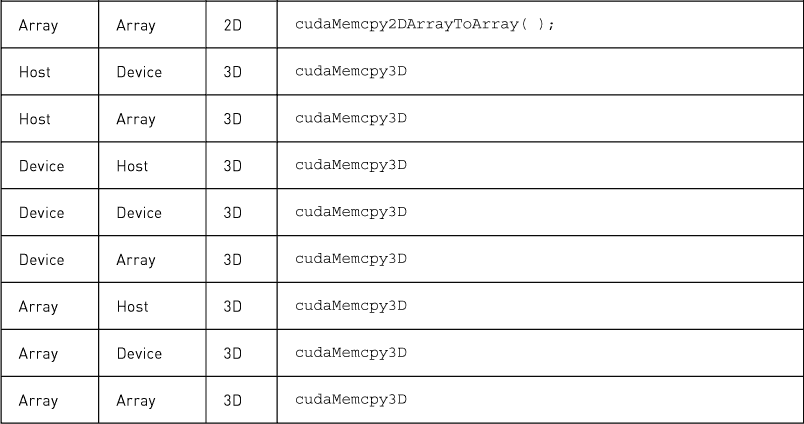 Array Array 2D cudaMemcpy2DArrayToArray( );
Host Device 3D cudaMemcpy3D
Host Array 3D cudaMemcpy3D
Device Host 3D cudaMemcpy3D
Device Device 3D cudaMemcpy3D
Device Array 3D cudaMemcpy3D
Array Host 3D cudaMemcpy3D
Array Device 3D cudaMemcpy3D
Array Array 3D cudaMemcpy3D